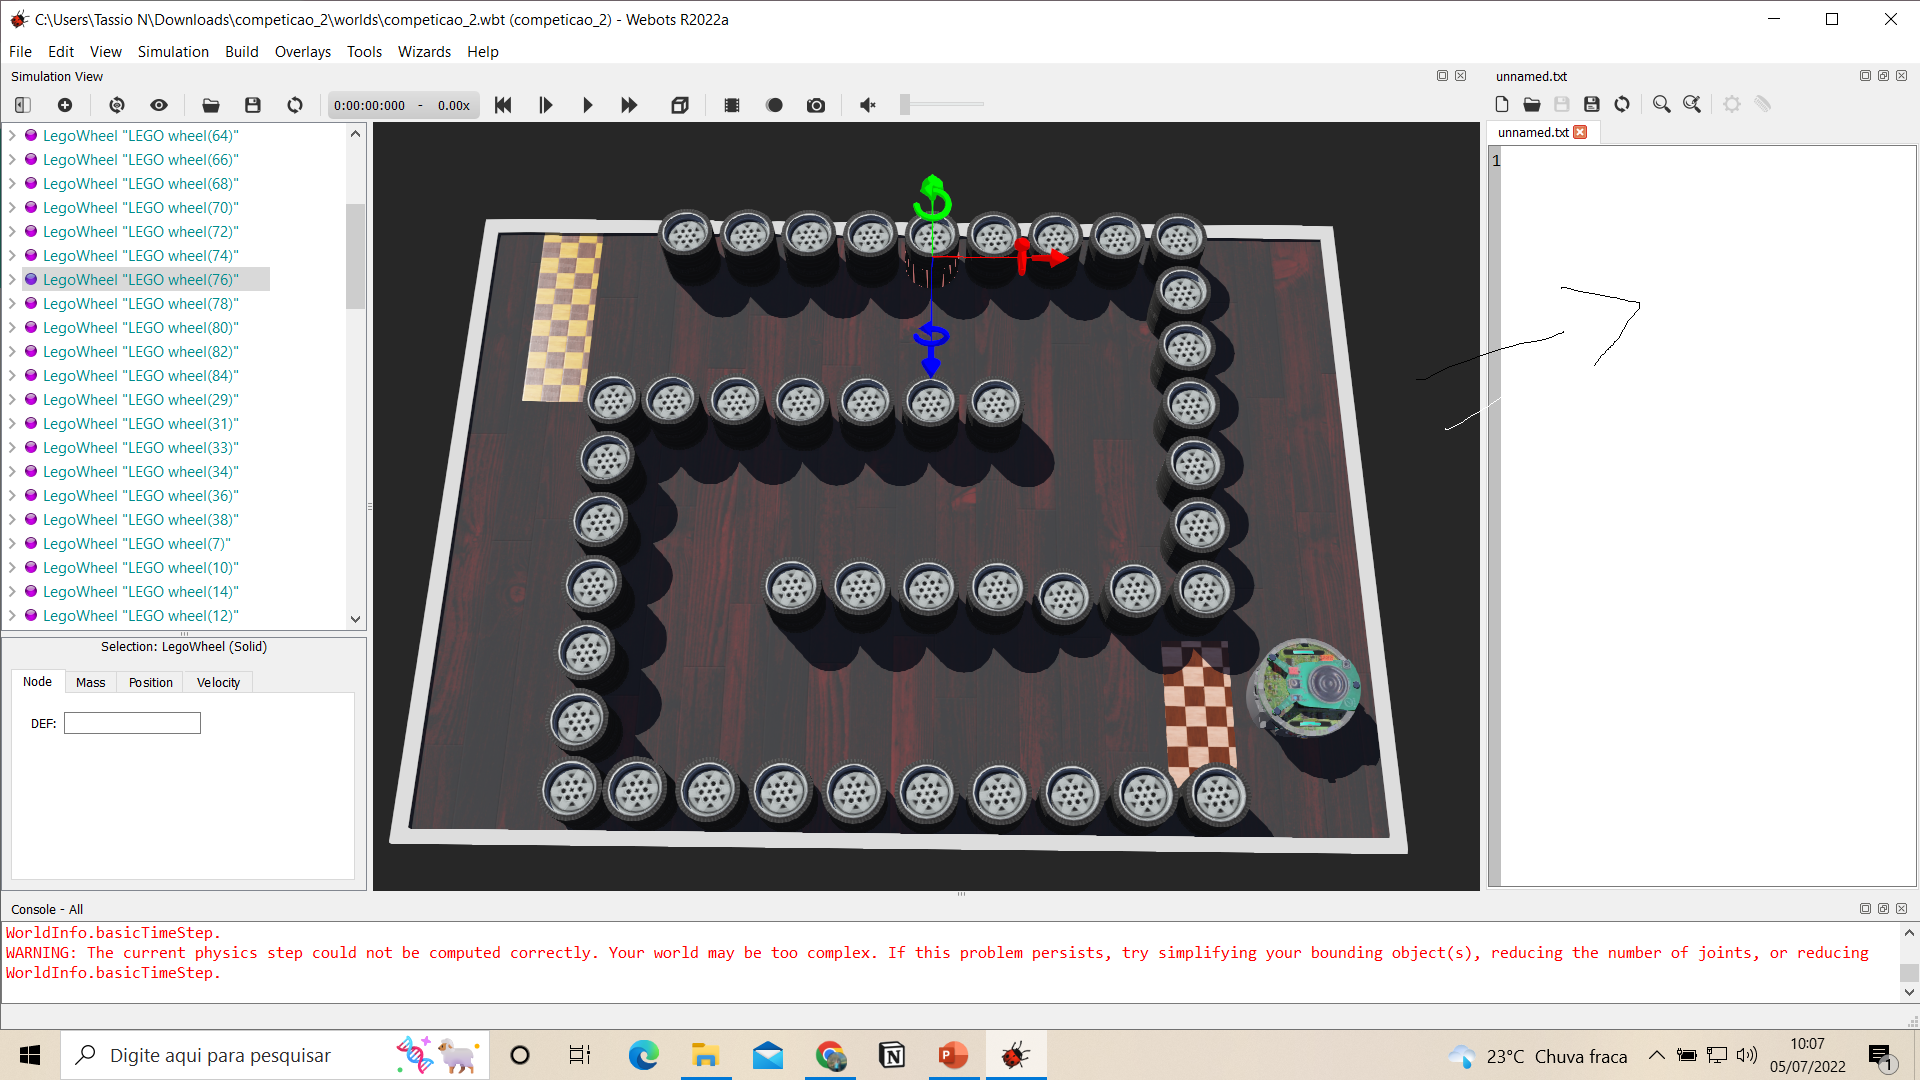 C:\Users\Tassio N\Downloads\competicao_2\worlds\competicao_2.wbt (competicao_2) - Webots R2022a
File Edit View Simulation Build Overlays Tools Wizards Help
Simulation View
0:00:00:000 - 0.00x
LegoWheel "LEGO wheel(64)"
LegoWheel "LEGO wheel(66)"
LegoWheel "LEGO wheel(68)"
LegoWheel "LEGO wheel(70)"
LegoWheel "LEGO wheel(72)"
LegoWheel "LEGO wheel(74)"
LegoWheel "LEGO wheel(76)"
LegoWheel "LEGO wheel(78)"
LegoWheel "LEGO wheel(80)"
LegoWheel "LEGO wheel(82)"
LegoWheel "LEGO wheel(84)"
LegoWheel "LEGO wheel(29)"
LegoWheel "LEGO wheel(31)"
LegoWheel "LEGO wheel(33)"
LegoWheel "LEGO wheel(34)"
LegoWheel "LEGO wheel(36)"
LegoWheel "LEGO wheel(38)"
LegoWheel "LEGO wheel(7)"
LegoWheel "LEGO wheel(10)"
LegoWheel "LEGO wheel(14)"
LegoWheel "LEGO wheel(12)"
Selection: LegoWheel (Solid)
Node Mass Position Velocity
DEF:
unnamed.txt
unnamed.txt
1
Console - All
WorldInfo.basicTimeStep.
WARNING: The current physics step could not be computed correctly. Your world may be too complex. If this problem persists, try simplifying your bounding object(s), reducing the number of joints, or reducing
WorldInfo.basicTimeStep.
Digite aqui para pesquisar
23°C Chuva fraca
10:07
05/07/2022
1